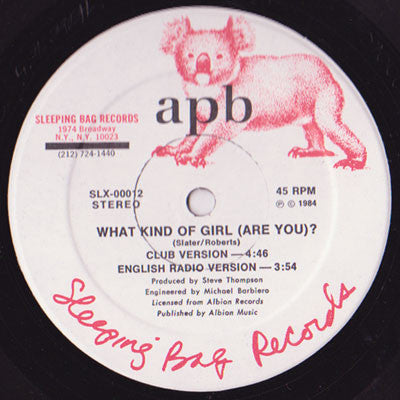 apb
SLEEPING BAG RECORDS
1974 Broadway
N.Y., N.Y. 10023
(212) 724-1440
SLX-00012
STEREO
45 RPM
℗ © 1984
WHAT KIND OF GIRL (ARE YOU)?
(Slater/Roberts)
CLUB VERSION — 4:46
ENGLISH RADIO VERSION — 3:54
Produced by Steve Thompson
Engineered by Michael Barbiero
Licensed from Albion Records
Published by Albion Music
Sleeping Bag Records